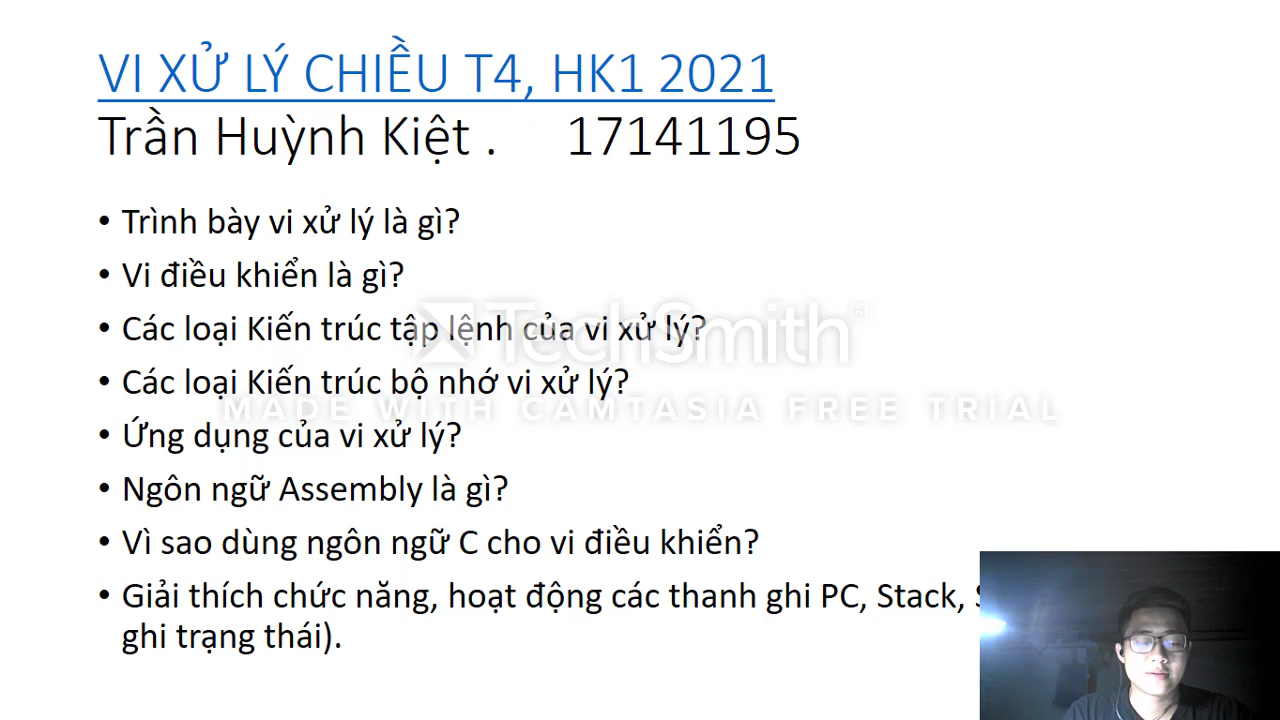 VI XỬ LÝ CHIỀU T4, HK1 2021
Trần Huỳnh Kiệt . 17141195
• Trình bày vi xử lý là gì?
• Vi điều khiển là gì?
• Các loại Kiến trúc tập lệnh của vi xử lý?
TechSmith®
• Các loại Kiến trúc bộ nhớ vi xử lý?
MADE WITH CAMTASIA FREE TRIAL
• Ứng dụng của vi xử lý?
• Ngôn ngữ Assembly là gì?
• Vì sao dùng ngôn ngữ C cho vi điều khiển?
• Giải thích chức năng, hoạt động các thanh ghi PC, Stack,
ghi trạng thái).